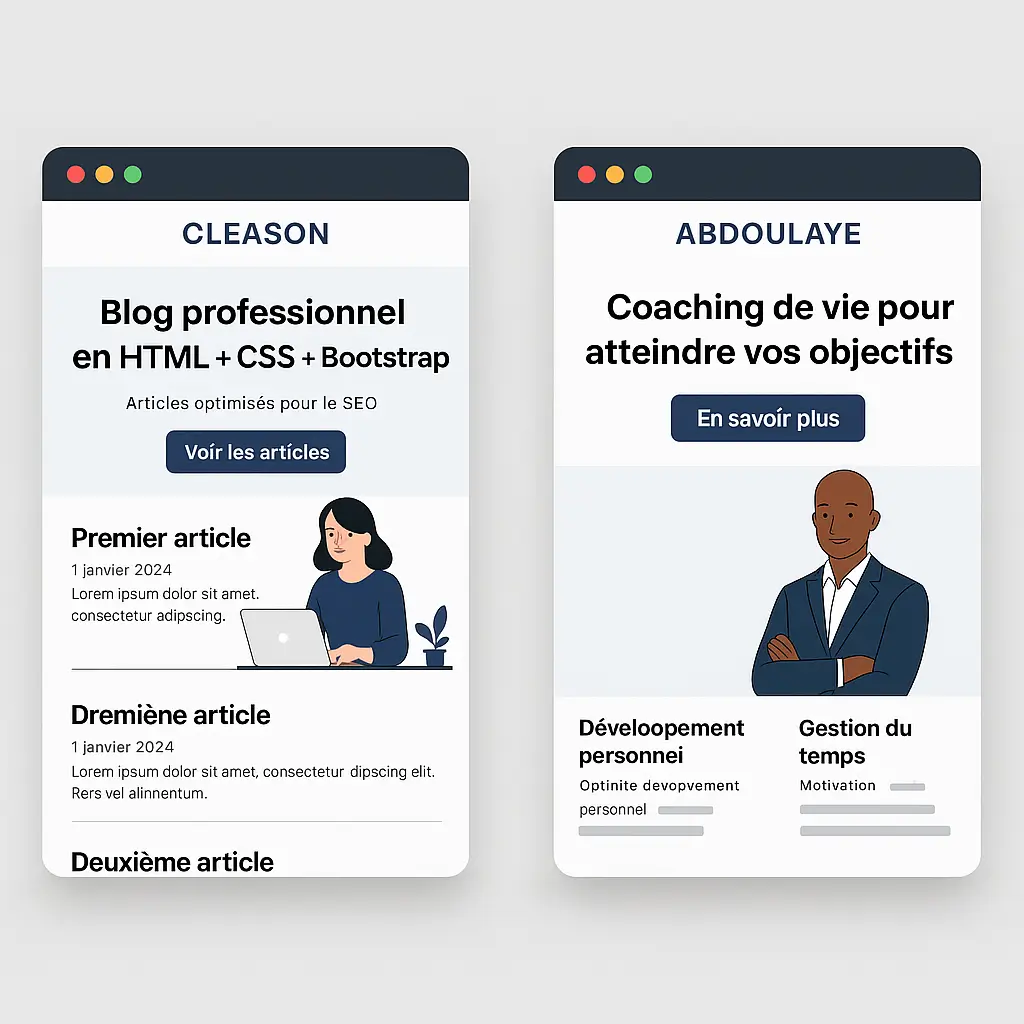 CLEASON
Blog professionnel
en HTML + CSS + Bootstrap
Articles optimisés pour le SEO
Voír les artícles
Premier article
1 janvier 2024
Lorem ipsum dolor sit amet.
consectetur adipscing.
Dremiène article
1 janvier 2024
Lorem ipsum dolor sit amet, consectetur dipscing elit.
Rers vel alinnentum.
Deuxième article
ABDOULAYE
Coaching de vie pour
atteindre vos objectifs
En savoír plus
Déveloopement
personnei
Optinite devopvement
personnel
Gestion du
temps
Motivation